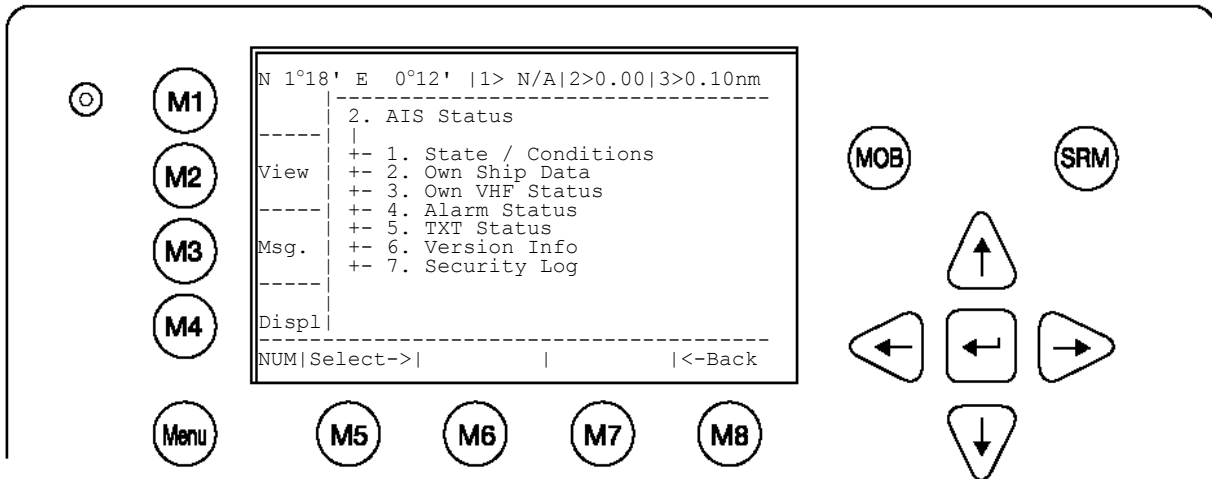 N 1°18' E  0°12' |1> N/A|2>0.00|3>0.10nm
2. AIS Status
+- 1. State / Conditions
+- 2. Own Ship Data
+- 3. Own VHF Status
+- 4. Alarm Status
+- 5. TXT Status
+- 6. Version Info
+- 7. Security Log
View
Msg.
Displ
NUM|Select->|        |        |<-Back
M1
M2
M3
M4
Menu
M5
M6
M7
M8
MOB
SRM